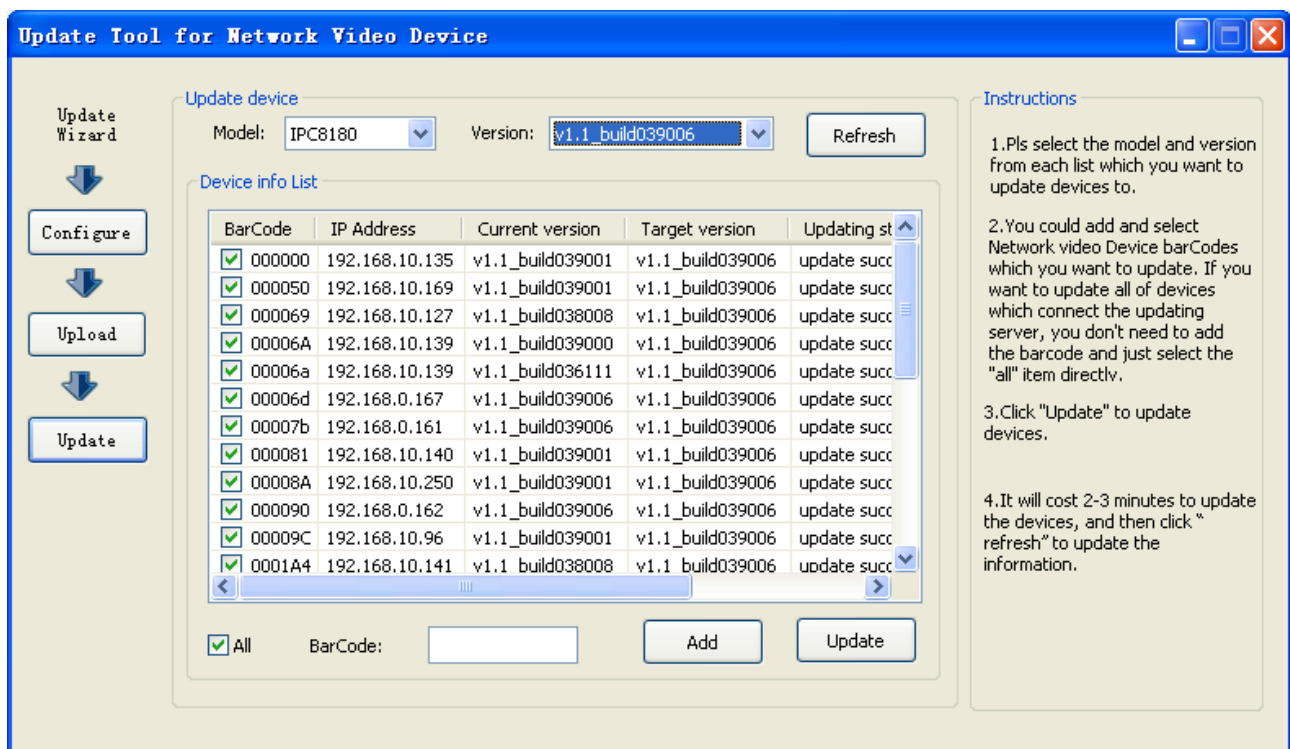 Update Tool for Network Video Device
Update
Wizard
Configure
Upload
Update
Update device
Model: IPC8180 Version: v1.1_build039006 Refresh
Device info List
BarCode IP Address Current version Target version Updating st
000000 192.168.10.135 v1.1_build039001 v1.1_build039006 update succ
000050 192.168.10.169 v1.1_build039001 v1.1_build039006 update succ
000069 192.168.10.127 v1.1_build038008 v1.1_build039006 update succ
00006A 192.168.10.139 v1.1_build039000 v1.1_build039006 update succ
00006a 192.168.10.139 v1.1_build036111 v1.1_build039006 update succ
00006d 192.168.0.167 v1.1_build039006 v1.1_build039006 update succ
00007b 192.168.0.161 v1.1_build039006 v1.1_build039006 update succ
000081 192.168.10.140 v1.1_build039001 v1.1_build039006 update succ
00008A 192.168.10.250 v1.1_build039001 v1.1_build039006 update succ
000090 192.168.0.162 v1.1_build039006 v1.1_build039006 update succ
00009C 192.168.10.96 v1.1_build039001 v1.1_build039006 update succ
0001A4 192.168.10.141 v1.1_build038008 v1.1_build039006 update succ
All BarCode: Add Update
Instructions
1.Pls select the model and version
from each list which you want to
update devices to.
2.You could add and select
Network video Device barCodes
which you want to update. If you
want to update all of devices
which connect the updating
server, you don't need to add
the barcode and just select the
"all" item directly.
3.Click "Update" to update
devices.
4.It will cost 2-3 minutes to update
the devices, and then click “
refresh” to update the
information.